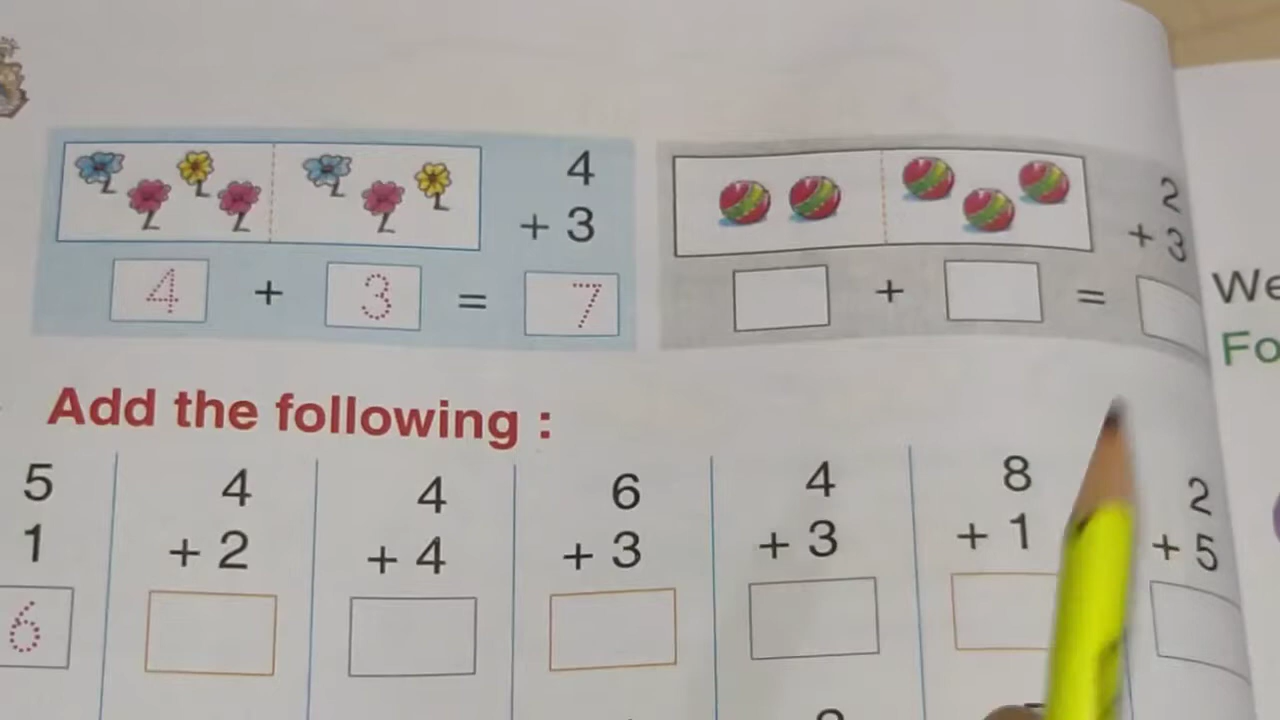 4
+ 3
4 + 3 = 7
2
+ 3
+ =
We
Fo
Add the following :
5 4 4 6 4 8 2
1 + 2 + 4 + 3 + 3 + 1 + 5
6